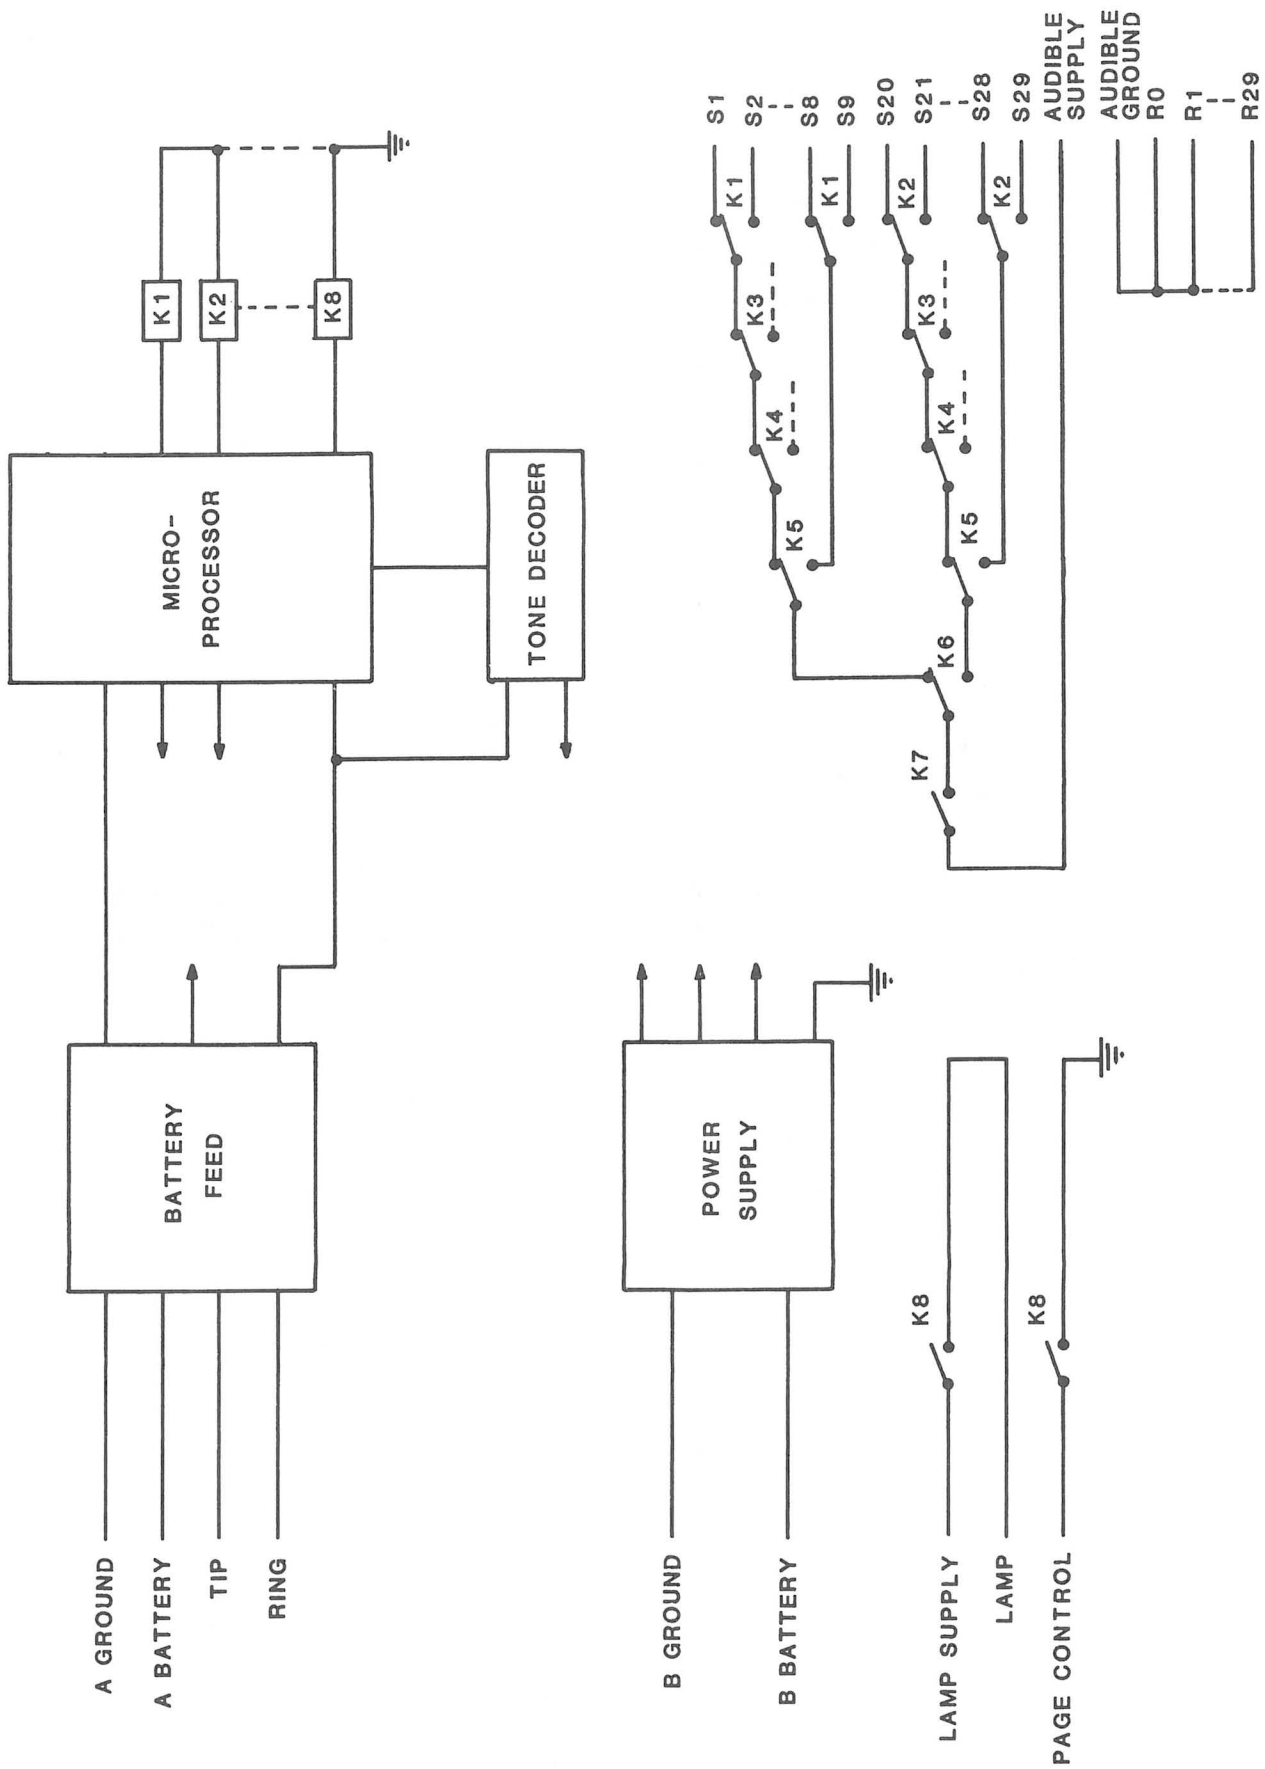 A GROUND
A BATTERY
TIP
RING
BATTERY
FEED
MICRO-
PROCESSOR
K1
K2
K8
TONE DECODER
B GROUND
B BATTERY
POWER
SUPPLY
LAMP SUPPLY
LAMP
PAGE CONTROL
K8
K8
K7
K6
K5
K4
K3
K1
K1
K5
K4
K3
K2
K2
S1
S2
S8
S9
S20
S21
S28
S29
AUDIBLE
SUPPLY
AUDIBLE
GROUND
R0
R1
R29